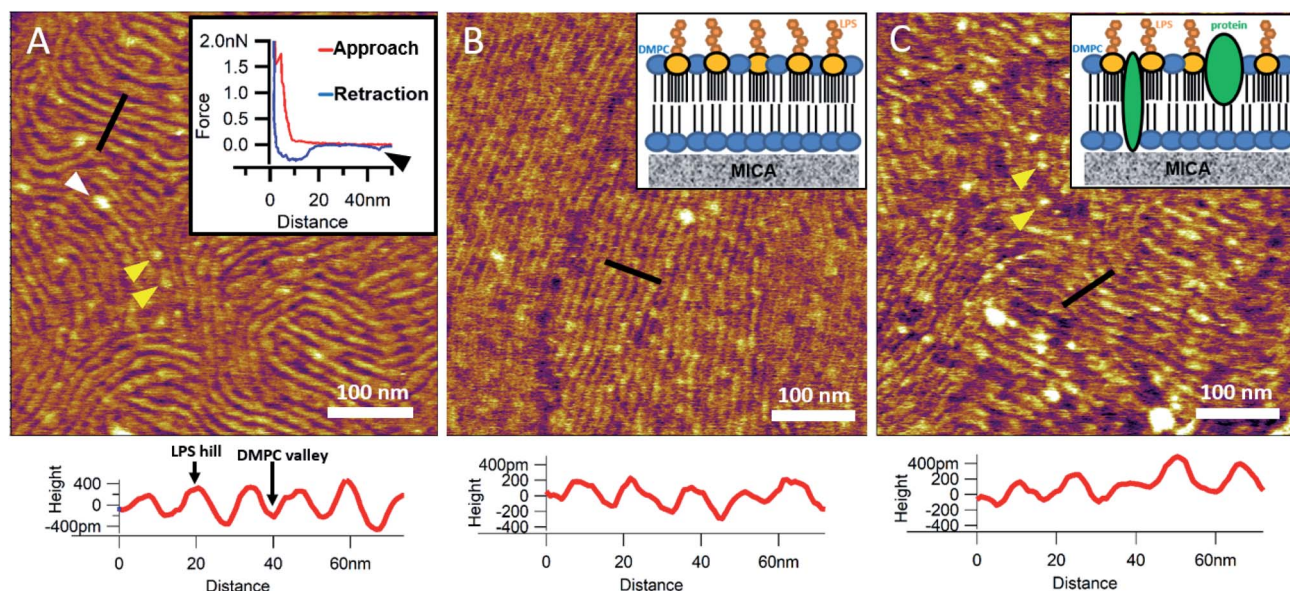 A
2.0nN
1.5
1.0
0.5
0.0
Force
Approach
Retraction
0 20 40nm
Distance
100 nm
B
LPS
DMPC
MICA
100 nm
C
protein
LPS
DMPC
MICA
100 nm
LPS hill DMPC valley
Height
400
0
-400pm
0 20 40 60nm
Distance
Height
400pm
200
0
-200
-400
0 20 40 60nm
Distance
Height
400pm
200
0
-200
0 20 40 60nm
Distance